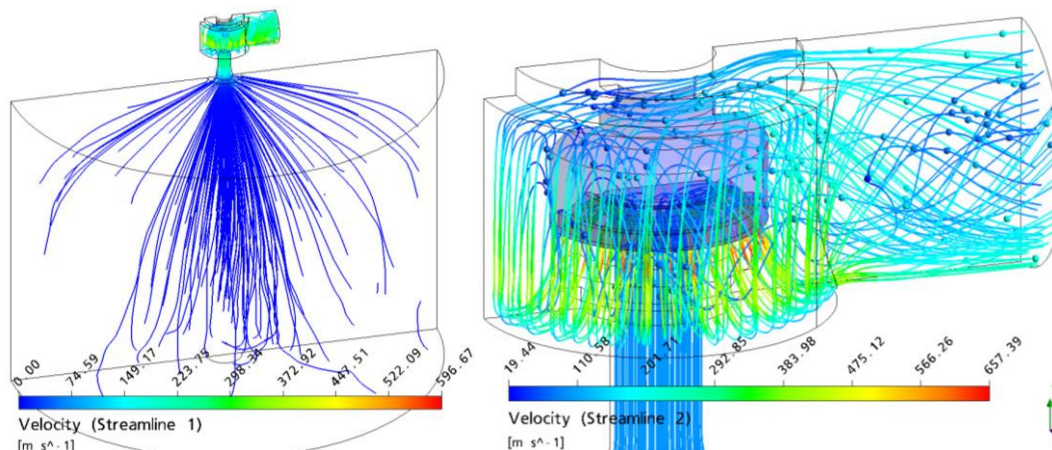 0.00 74.59 149.17 223.75 298.34 372.92 447.51 522.09 596.67
Velocity (Streamline 1)
[m s^-1]
19.44 110.58 201.71 292.85 383.98 475.12 566.26 657.39
Velocity (Streamline 2)
[m s^-1]